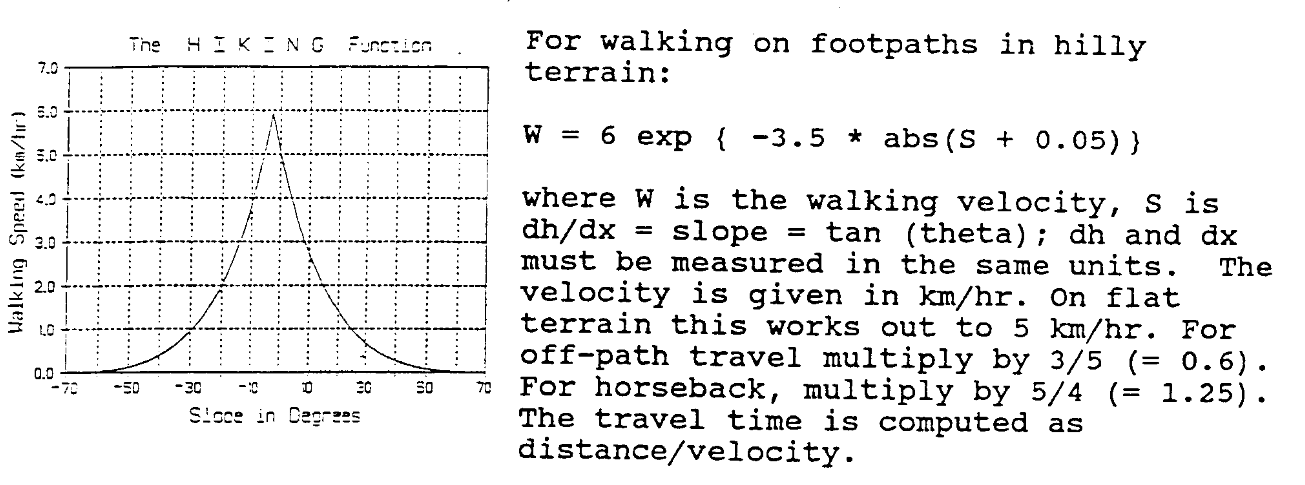 The HIKING Function
7.0
6.0
5.0
4.0
3.0
2.0
1.0
0.0
-70 -50 -30 -10 10 30 50 70
Walking Speed (km/hr)
Slope in Degrees
For walking on footpaths in hilly
terrain:
W = 6 exp { -3.5 * abs(S + 0.05)}
where W is the walking velocity, S is
dh/dx = slope = tan (theta); dh and dx
must be measured in the same units. The
velocity is given in km/hr. On flat
terrain this works out to 5 km/hr. For
off-path travel multiply by 3/5 (= 0.6).
For horseback, multiply by 5/4 (= 1.25).
The travel time is computed as
distance/velocity.